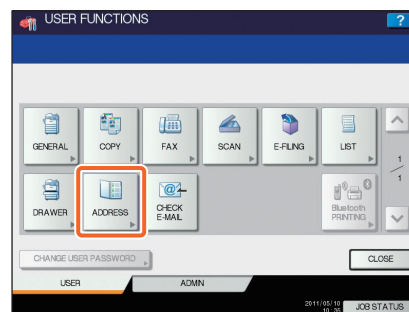 USER FUNCTIONS
?
GENERAL
COPY
FAX
SCAN
E-FILING
LIST
1
1
DRAWER
ADDRESS
CHECK
E-MAIL
Bluetooth
PRINTING
CHANGE USER PASSWORD
CLOSE
USER
ADMIN
2011/05/10
10:36
JOB STATUS